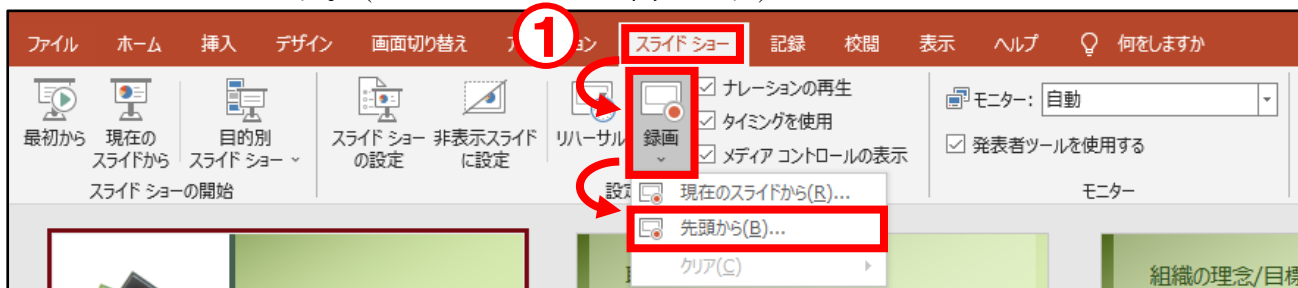 ファイル ホーム 挿入 デザイン 画面切り替え ション スライド ショー 記録 校閲 表示 ヘルプ 何をしますか
1
最初から 現在のスライドから 目的別スライド ショー スライド ショーの設定 非表示スライドに設定 リハーサル 録画
ナレーションの再生
タイミングを使用
メディア コントロールの表示
モニター: 自動
発表者ツールを使用する
スライド ショーの開始 設定 モニター
現在のスライドから(R)...
先頭から(B)...
クリア(C)
組織の理念/目標